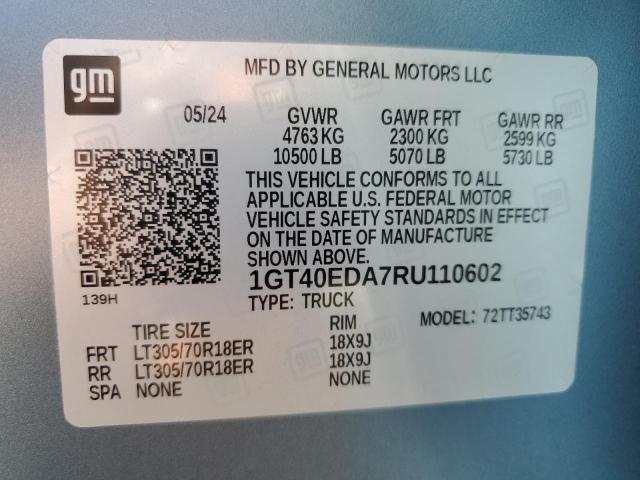 gm
MFD BY GENERAL MOTORS LLC
05/24 GVWR GAWR FRT GAWR RR
4763 KG 2300 KG 2599 KG
10500 LB 5070 LB 5730 LB
THIS VEHICLE CONFORMS TO ALL
APPLICABLE U.S. FEDERAL MOTOR
VEHICLE SAFETY STANDARDS IN EFFECT
ON THE DATE OF MANUFACTURE
SHOWN ABOVE.
1GT40EDA7RU110602
139H
TYPE: TRUCK
MODEL: 72TT35743
TIRE SIZE RIM
FRT LT305/70R18ER 18X9J
RR LT305/70R18ER 18X9J
SPA NONE NONE